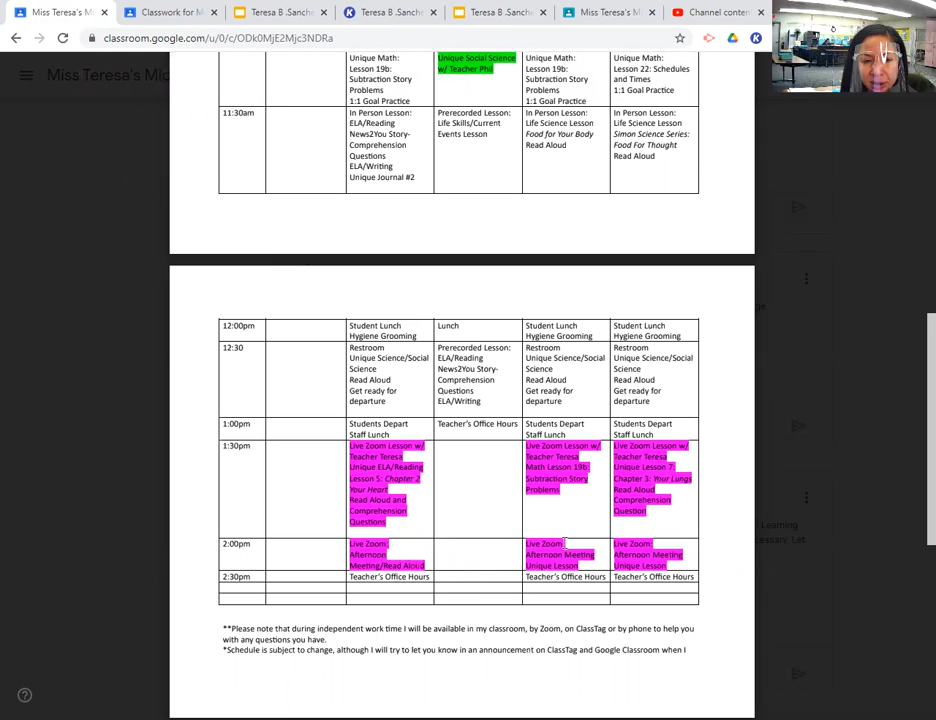 Miss Teresa's Mi
Classwork for M
Teresa B .Sanche
Teresa B .Sanch
Teresa B .Sanche
Miss Teresa's M
Channel conten
classroom.google.com/u/0/c/ODk0MjE2Mjc3NDRa
Miss Teresa's Mo
Unique Math:
Lesson 19b:
Subtraction Story
Problems
1:1 Goal Practice
Unique Social Science
w/ Teacher Phil
Unique Math:
Lesson 19b:
Subtraction Story
Problems
1:1 Goal Practice
Unique Math:
Lesson 22: Schedules
and Times
1:1 Goal Practice
11:30am
In Person Lesson:
ELA/Reading
News2You Story-
Comprehension
Questions
ELA/Writing
Unique Journal #2
Prerecorded Lesson:
Life Skills/Current
Events Lesson
In Person Lesson:
Life Science Lesson
Food for Your Body
Read Aloud
In Person Lesson:
Life Science Lesson
Simon Science Series:
Food For Thought
Read Aloud
12:00pm
Student Lunch
Hygiene Grooming
Lunch
Student Lunch
Hygiene Grooming
Student Lunch
Hygiene Grooming
12:30
Restroom
Unique Science/Social
Science
Read Aloud
Get ready for
departure
Prerecorded Lesson:
ELA/Reading
News2You Story-
Comprehension
Questions
ELA/Writing
Restroom
Unique Science/Social
Science
Read Aloud
Get ready for
departure
Restroom
Unique Science/Social
Science
Read Aloud
Get ready for
departure
1:00pm
Students Depart
Staff Lunch
Teacher's Office Hours
Students Depart
Staff Lunch
Students Depart
Staff Lunch
1:30pm
Live Zoom Lesson w/
Teacher Teresa
Unique ELA/Reading
Lesson 5: Chapter 2
Your Heart
Read Aloud and
Comprehension
Questions
Live Zoom Lesson w/
Teacher Teresa
Math Lesson 19b:
Subtraction Story
Problems
Live Zoom Lesson w/
Teacher Teresa
Unique Lesson 7:
Chapter 3: Your Lungs
Read Aloud
Comprehension
Question
2:00pm
Live Zoom:
Afternoon
Meeting/Read Aloud
Live Zoom:
Afternoon Meeting
Unique Lesson
Live Zoom:
Afternoon Meeting
Unique Lesson
2:30pm
Teacher's Office Hours
Teacher's Office Hours
Teacher's Office Hours
**Please note that during independent work time I will be available in my classroom, by Zoom, on ClassTag or by phone to help you
with any questions you have.
*Schedule is subject to change, although I will try to let you know in an announcement on ClassTag and Google Classroom when I
ge
Learning
cessary. Let